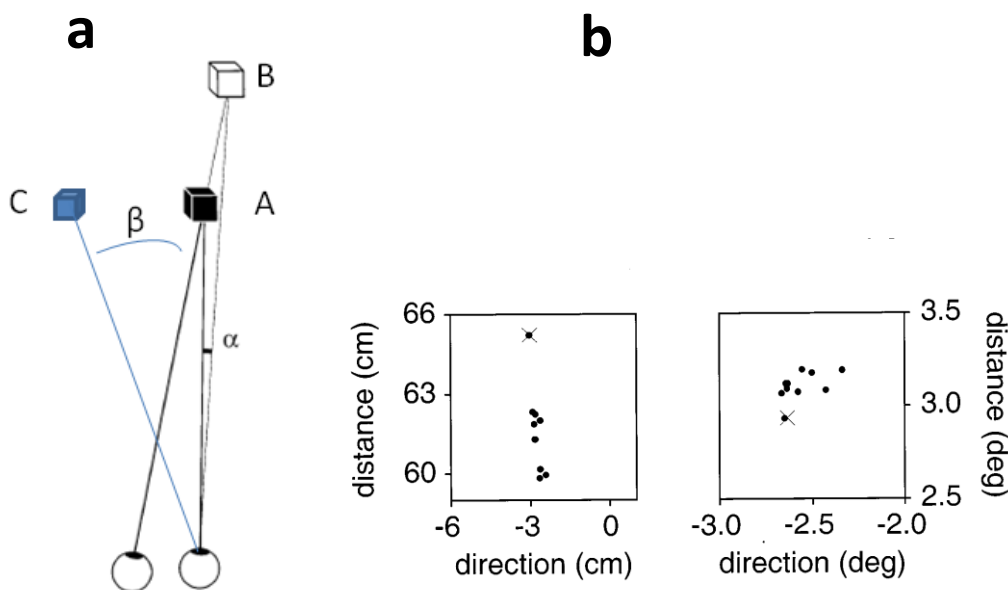 a
b
B
C
β
A
α
66
63
60
distance (cm)
-6
-3
0
direction (cm)
3.5
3.0
2.5
distance (deg)
-3.0
-2.5
-2.0
direction (deg)